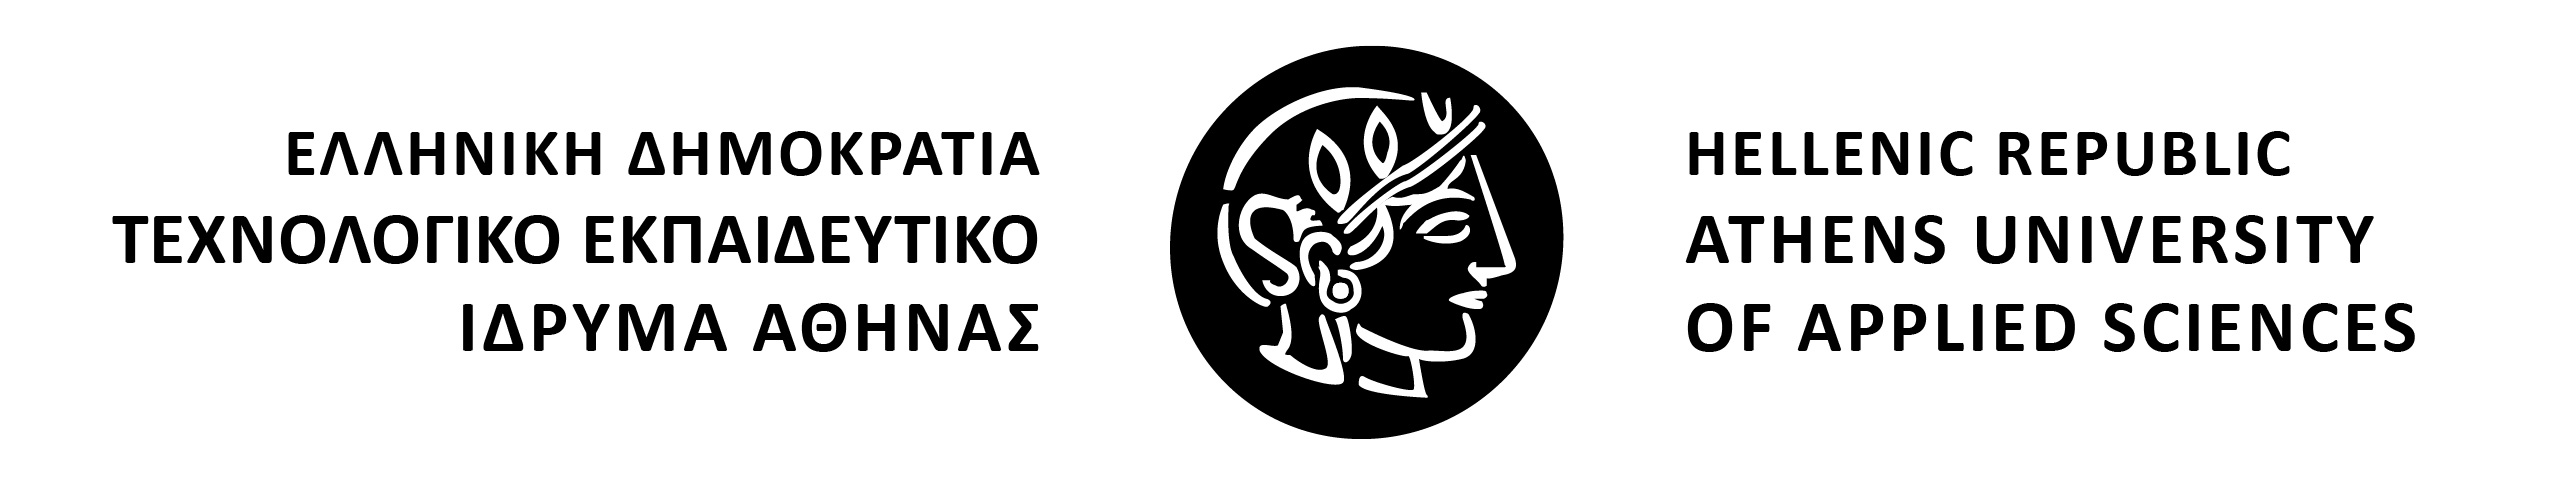 ΕΛΛΗΝΙΚΗ ΔΗΜΟΚΡΑΤΙΑ
ΤΕΧΝΟΛΟΓΙΚΟ ΕΚΠΑΙΔΕΥΤΙΚΟ
ΙΔΡΥΜΑ ΑΘΗΝΑΣ
HELLENIC REPUBLIC
ATHENS UNIVERSITY
OF APPLIED SCIENCES